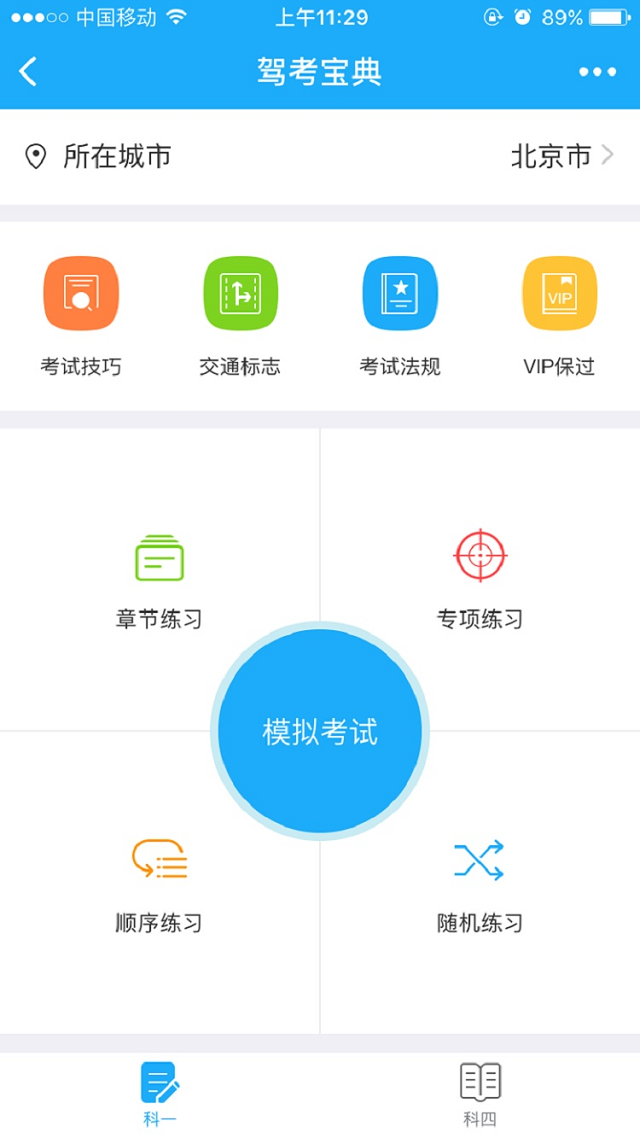 中国移动 上午11:29 89%
驾考宝典
所在城市 北京市
考试技巧 交通标志 考试法规 VIP保过
VIP
章节练习 专项练习
模拟考试
顺序练习 随机练习
科一 科四